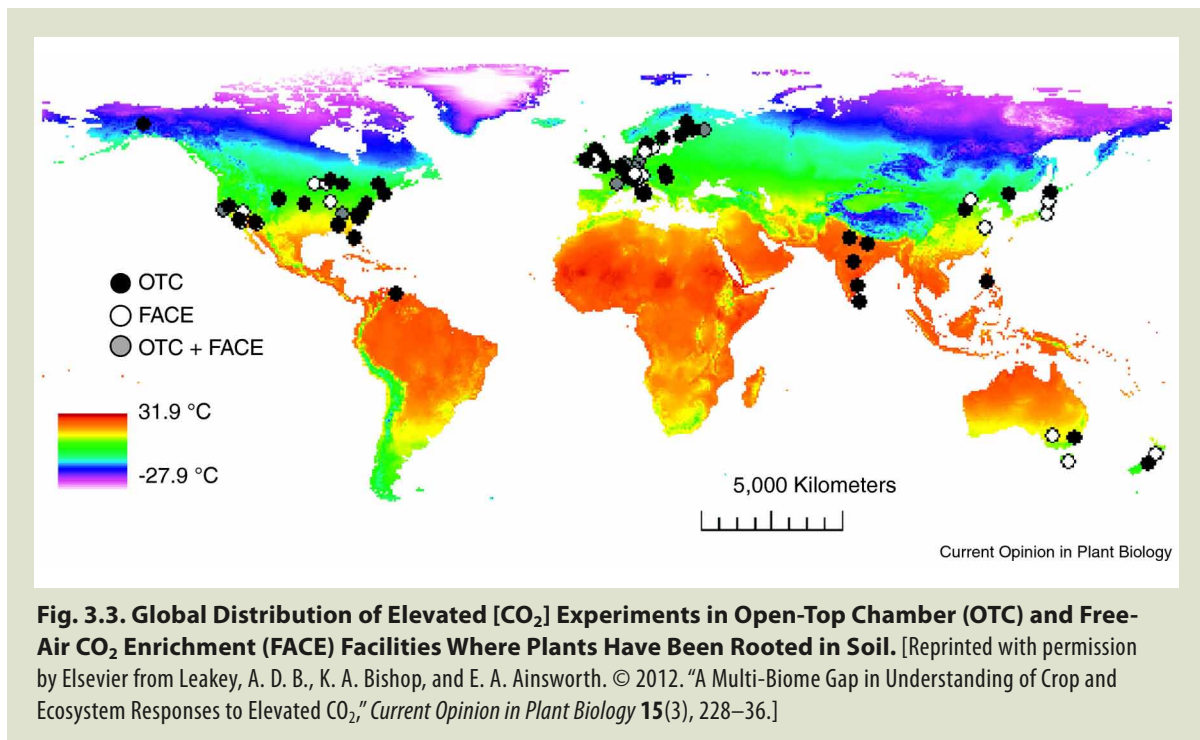 OTC
FACE
OTC + FACE
31.9 °C
-27.9 °C
5,000 Kilometers
Current Opinion in Plant Biology
Fig. 3.3. Global Distribution of Elevated [CO₂] Experiments in Open-Top Chamber (OTC) and Free-
Air CO₂ Enrichment (FACE) Facilities Where Plants Have Been Rooted in Soil. [Reprinted with permission
by Elsevier from Leakey, A. D. B., K. A. Bishop, and E. A. Ainsworth. © 2012. “A Multi-Biome Gap in Understanding of Crop and
Ecosystem Responses to Elevated CO₂,” Current Opinion in Plant Biology 15(3), 228–36.]